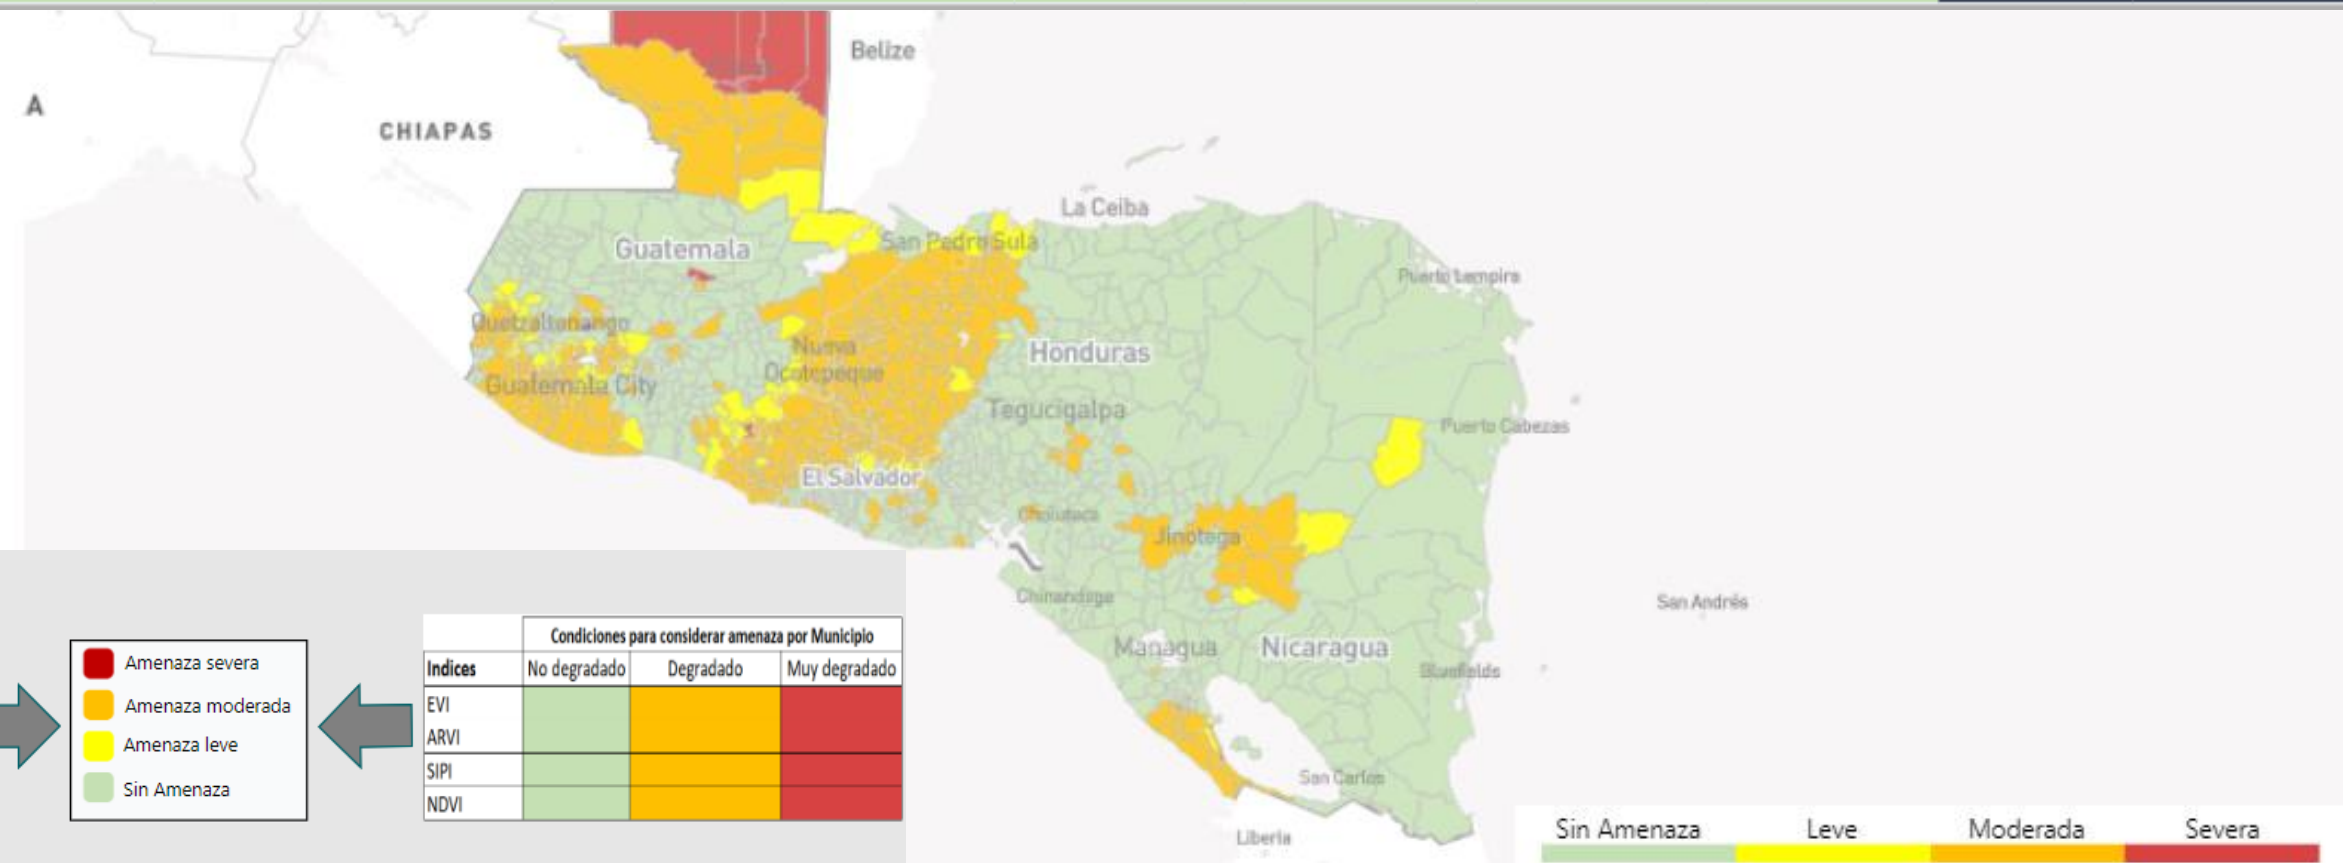 Belize
A
CHIAPAS
La Ceiba
Guatemala
San Pedro Sula
Puerto Lempira
Quetzaltenango
Nueva
Ocotepeque
Honduras
Guatemala City
Tegucigalpa
Puerto Cabezas
El Salvador
Choluteca
Jinotega
Chinandega
San Andrés
Managua
Nicaragua
Bluefields
San Carlos
Liberia
Amenaza severa
Amenaza moderada
Amenaza leve
Sin Amenaza
Condiciones para considerar amenaza por Municipio
Indices No degradado Degradado Muy degradado
EVI
ARVI
SIPI
NDVI
Sin Amenaza Leve Moderada Severa